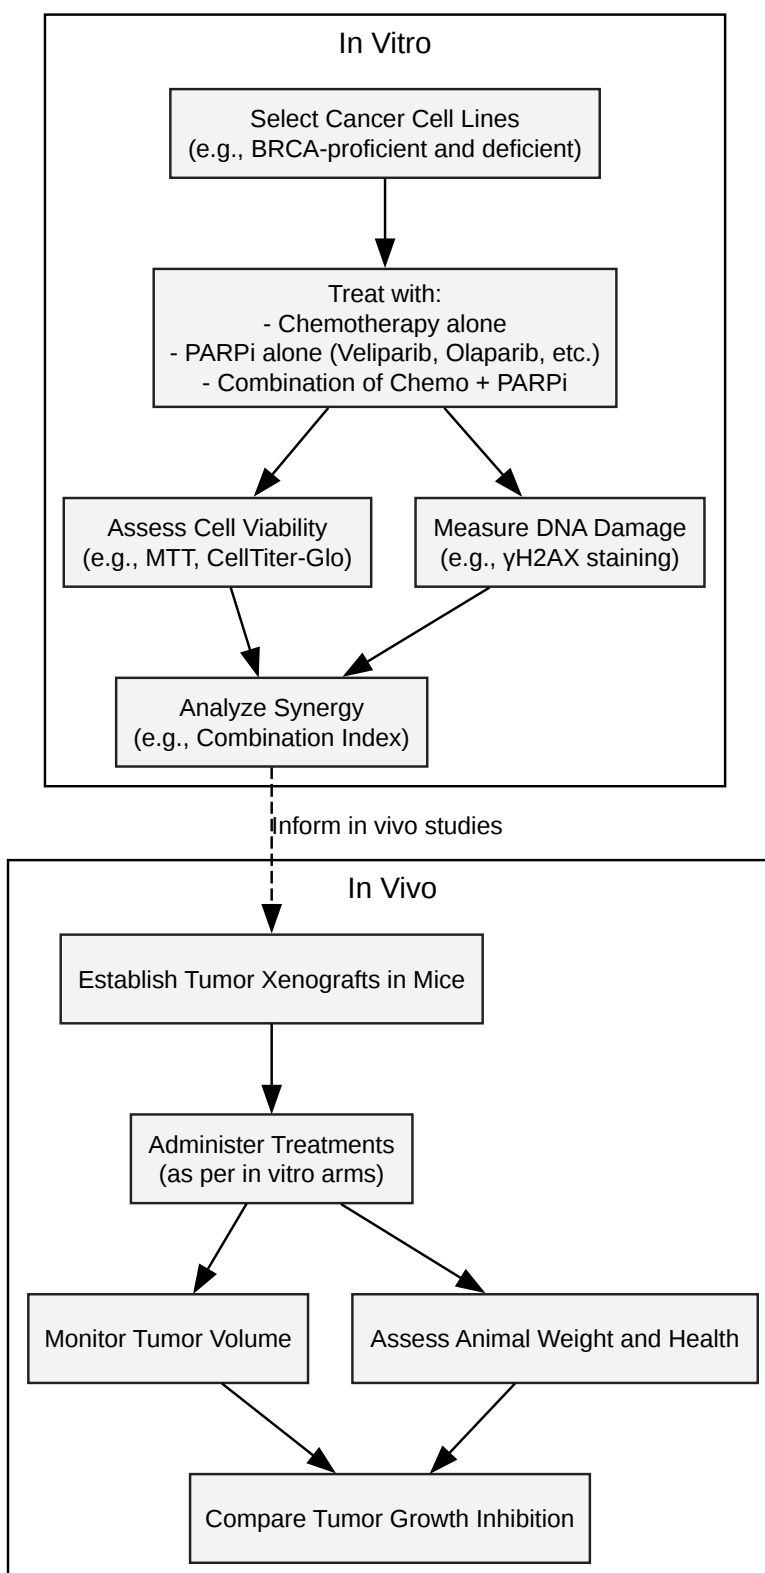 In Vitro
Select Cancer Cell Lines
(e.g., BRCA-proficient and deficient)
Treat with:
- Chemotherapy alone
- PARPi alone (Veliparib, Olaparib, etc.)
- Combination of Chemo + PARPi
Assess Cell Viability
(e.g., MTT, CellTiter-Glo)
Measure DNA Damage
(e.g., γH2AX staining)
Analyze Synergy
(e.g., Combination Index)
Inform in vivo studies
In Vivo
Establish Tumor Xenografts in Mice
Administer Treatments
(as per in vitro arms)
Monitor Tumor Volume
Assess Animal Weight and Health
Compare Tumor Growth Inhibition